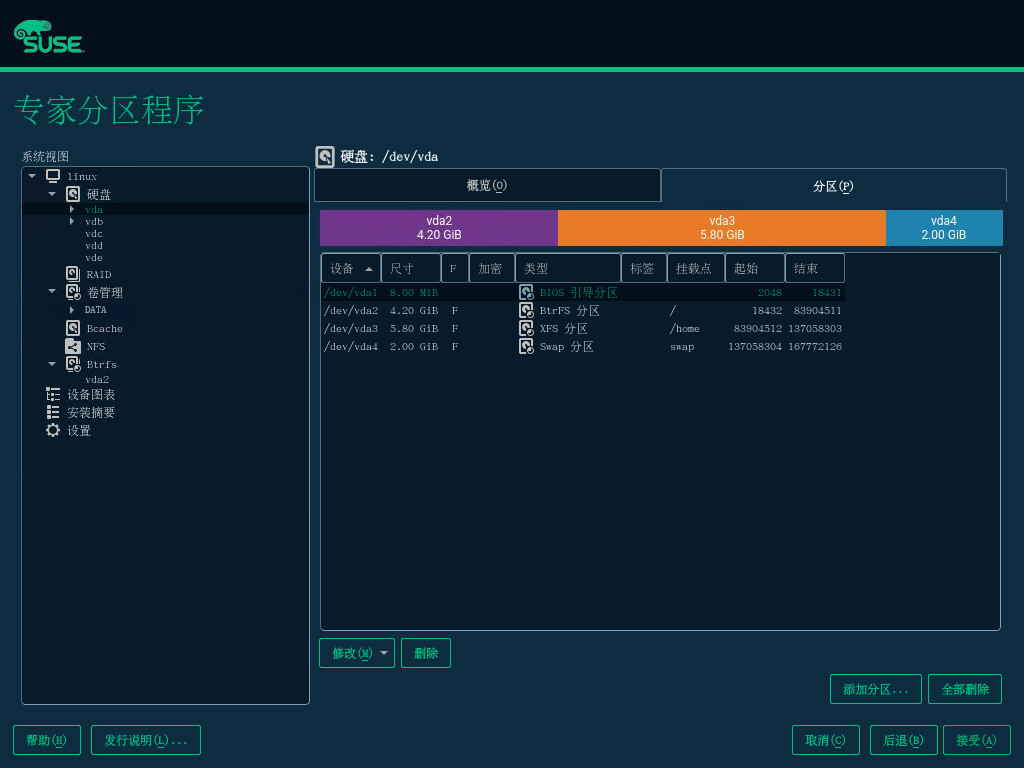 SUSE
专家分区程序
系统视图
linux
硬盘
vda
vdb
vdc
vdd
vde
RAID
卷管理
DATA
Bcache
NFS
Btrfs
vda2
设备图表
安装摘要
设置
硬盘: /dev/vda
概览(O) 分区(P)
vda2 vda3 vda4
4.20 GiB 5.80 GiB 2.00 GiB
设备 尺寸 F 加密 类型 标签 挂载点 起始 结束
/dev/vda1 8.00 MiB BIOS 引导分区 2048 18431
/dev/vda2 4.20 GiB F BtrFS 分区 / 18432 83904511
/dev/vda3 5.80 GiB F XFS 分区 /home 83904512 137058303
/dev/vda4 2.00 GiB F Swap 分区 swap 137058304 167772126
修改(M) 删除
添加分区... 全部删除
帮助(H) 发行说明(L)... 取消(C) 后退(B) 接受(A)